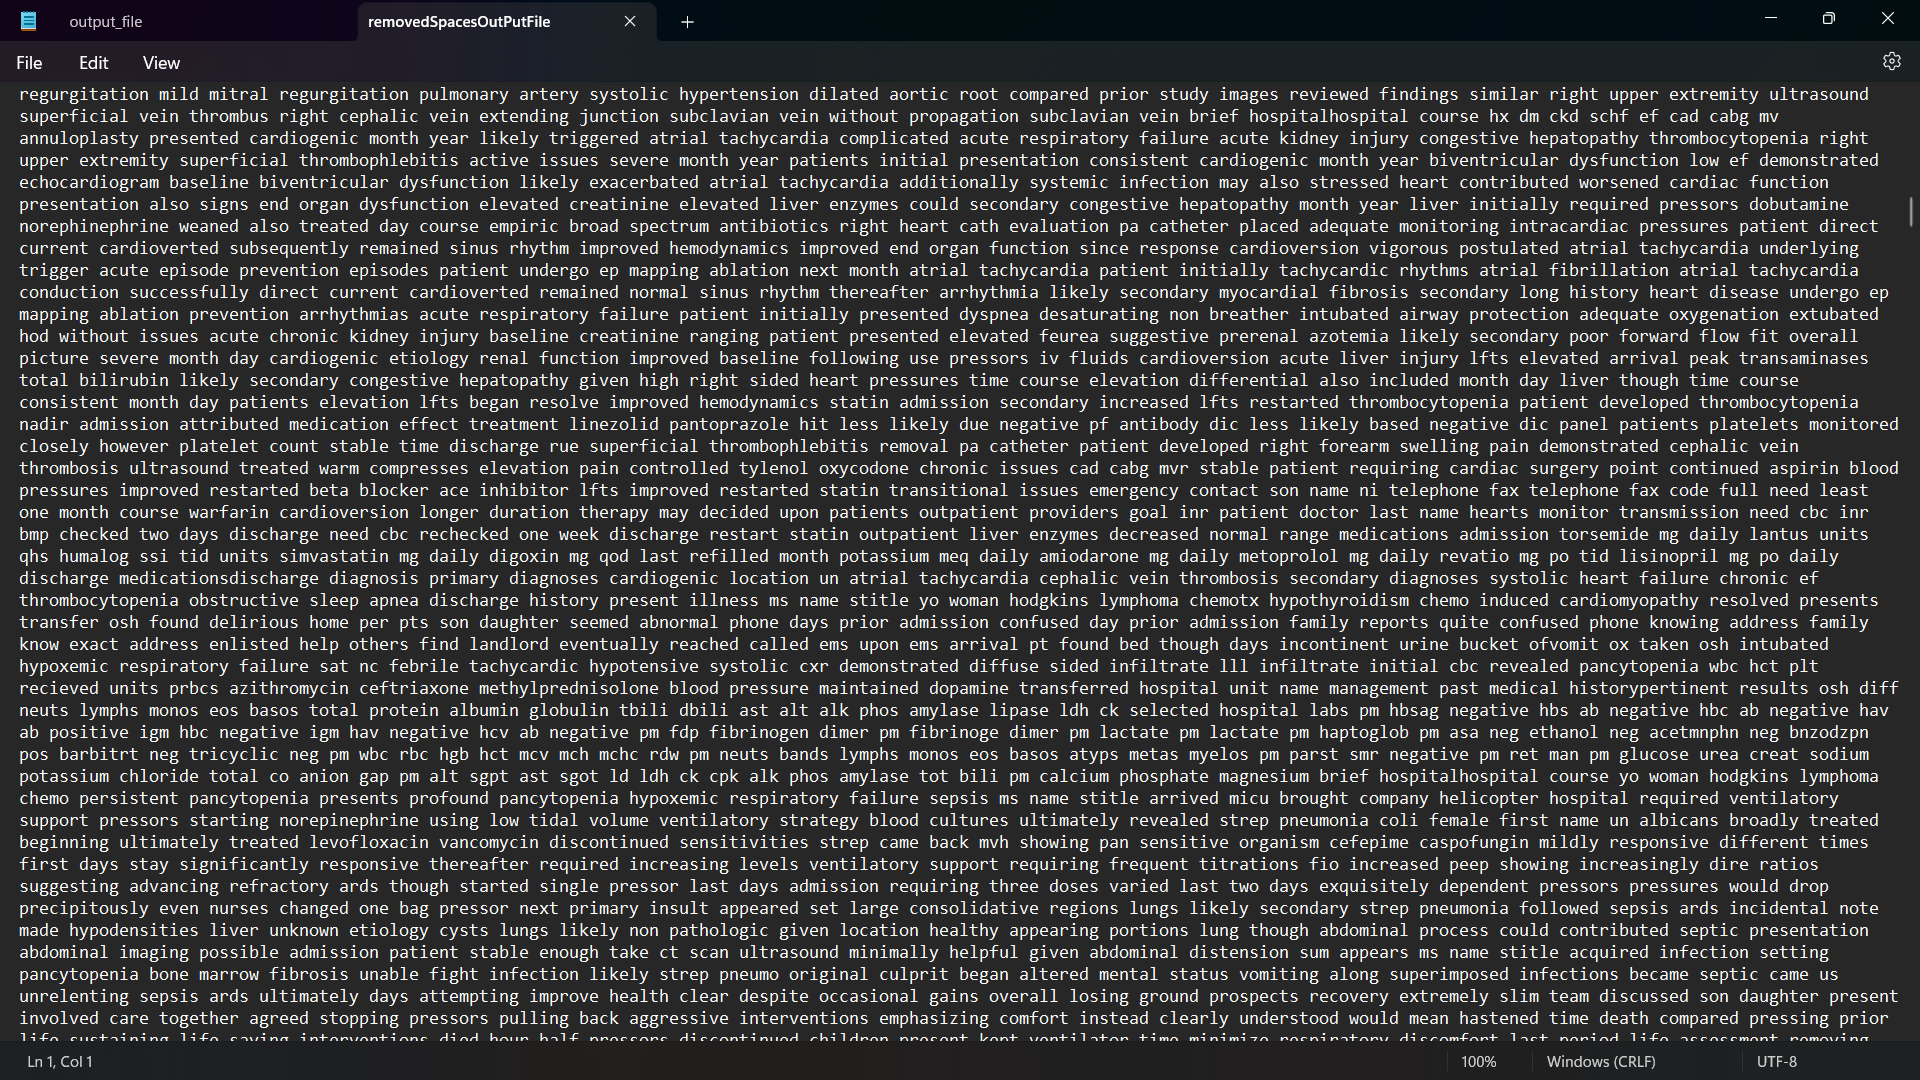 output_file
removedSpacesOutPutFile
File Edit View
regurgitation mild mitral regurgitation pulmonary artery systolic hypertension dilated aortic root compared prior study images reviewed findings similar right upper extremity ultrasound
superficial vein thrombus right cephalic vein extending junction subclavian vein without propagation subclavian vein brief hospitalhospital course hx dm ckd schf ef cad cabg mv
annuloplasty presented cardiogenic month year likely triggered atrial tachycardia complicated acute respiratory failure acute kidney injury congestive hepatopathy thrombocytopenia right
upper extremity superficial thrombophlebitis active issues severe month year patients initial presentation consistent cardiogenic month year biventricular dysfunction low ef demonstrated
echocardiogram baseline biventricular dysfunction likely exacerbated atrial tachycardia additionally systemic infection may also stressed heart contributed worsened cardiac function
presentation also signs end organ dysfunction elevated creatinine elevated liver enzymes could secondary congestive hepatopathy month year liver initially required pressors dobutamine
norephinephrine weaned also treated day course empiric broad spectrum antibiotics right heart cath evaluation pa catheter placed adequate monitoring intracardiac pressures patient direct
current cardioverted subsequently remained sinus rhythm improved hemodynamics improved end organ function since response cardioversion vigorous postulated atrial tachycardia underlying
trigger acute episode prevention episodes patient undergo ep mapping ablation next month atrial tachycardia patient initially tachycardic rhythms atrial fibrillation atrial tachycardia
conduction successfully direct current cardioverted remained normal sinus rhythm thereafter arrhythmia likely secondary myocardial fibrosis secondary long history heart disease undergo ep
mapping ablation prevention arrhythmias acute respiratory failure patient initially presented dyspnea desaturating non breather intubated airway protection adequate oxygenation extubated
hod without issues acute chronic kidney injury baseline creatinine ranging patient presented elevated feurea suggestive prerenal azotemia likely secondary poor forward flow fit overall
picture severe month day cardiogenic etiology renal function improved baseline following use pressors iv fluids cardioversion acute liver injury lfts elevated arrival peak transaminases
total bilirubin likely secondary congestive hepatopathy given high right sided heart pressures time course elevation differential also included month day liver though time course
consistent month day patients elevation lfts began resolve improved hemodynamics statin admission secondary increased lfts restarted thrombocytopenia patient developed thrombocytopenia
nadir admission attributed medication effect treatment linezolid pantoprazole hit less likely due negative pf antibody dic less likely based negative dic panel patients platelets monitored
closely however platelet count stable time discharge rue superficial thrombophlebitis removal pa catheter patient developed right forearm swelling pain demonstrated cephalic vein
thrombosis ultrasound treated warm compresses elevation pain controlled tylenol oxycodone chronic issues cad cabg mvr stable patient requiring cardiac surgery point continued aspirin blood
pressures improved restarted beta blocker ace inhibitor lfts improved restarted statin transitional issues emergency contact son name ni telephone fax telephone fax code full need least
one month course warfarin cardioversion longer duration therapy may decided upon patients outpatient providers goal inr patient doctor last name hearts monitor transmission need cbc inr
bmp checked two days discharge need cbc rechecked one week discharge restart statin outpatient liver enzymes decreased normal range medications admission torsemide mg daily lantus units
qhs humalog ssi tid units simvastatin mg daily digoxin mg qod last refilled month potassium meq daily amiodarone mg daily metoprolol mg daily revatio mg po tid lisinopril mg po daily
discharge medicationsdischarge diagnosis primary diagnoses cardiogenic location un atrial tachycardia cephalic vein thrombosis secondary diagnoses systolic heart failure chronic ef
thrombocytopenia obstructive sleep apnea discharge history present illness ms name stitle yo woman hodgkins lymphoma chemotx hypothyroidism chemo induced cardiomyopathy resolved presents
transfer osh found delirious home per pts son daughter seemed abnormal phone days prior admission confused day prior admission family reports quite confused phone knowing address family
know exact address enlisted help others find landlord eventually reached called ems upon ems arrival pt found bed though days incontinent urine bucket ofvomit ox taken osh intubated
hypoxemic respiratory failure sat nc febrile tachycardic hypotensive systolic cxr demonstrated diffuse sided infiltrate lll infiltrate initial cbc revealed pancytopenia wbc hct plt
recieved units prbcs azithromycin ceftriaxone methylprednisolone blood pressure maintained dopamine transferred hospital unit name management past medical historypertinent results osh diff
neuts lymphs monos eos basos total protein albumin globulin tbili dbili ast alt alk phos amylase lipase ldh ck selected hospital labs pm hbsag negative hbs ab negative hbc ab negative hav
ab positive igm hbc negative igm hav negative hcv ab negative pm fdp fibrinogen dimer pm fibrinoge dimer pm lactate pm lactate pm haptoglob pm asa neg ethanol neg acetmnphn neg bnzodzpn
pos barbitrt neg tricyclic neg pm wbc rbc hgb hct mcv mch mchc rdw pm neuts bands lymphs monos eos basos atyps metas myelos pm parst smr negative pm ret man pm glucose urea creat sodium
potassium chloride total co anion gap pm alt sgpt ast sgot ld ldh ck cpk alk phos amylase tot bili pm calcium phosphate magnesium brief hospitalhospital course yo woman hodgkins lymphoma
chemo persistent pancytopenia presents profound pancytopenia hypoxemic respiratory failure sepsis ms name stitle arrived micu brought company helicopter hospital required ventilatory
support pressors starting norepinephrine using low tidal volume ventilatory strategy blood cultures ultimately revealed strep pneumonia coli female first name un albicans broadly treated
beginning ultimately treated levofloxacin vancomycin discontinued sensitivities strep came back mvh showing pan sensitive organism cefepime caspofungin mildly responsive different times
first days stay significantly responsive thereafter required increasing levels ventilatory support requiring frequent titrations fio increased peep showing increasingly dire ratios
suggesting advancing refractory ards though started single pressor last days admission requiring three doses varied last two days exquisitely dependent pressors pressures would drop
precipitously even nurses changed one bag pressor next primary insult appeared set large consolidative regions lungs likely secondary strep pneumonia followed sepsis ards incidental note
made hypodensities liver unknown etiology cysts lungs likely non pathologic given location healthy appearing portions lung though abdominal process could contributed septic presentation
abdominal imaging possible admission patient stable enough take ct scan ultrasound minimally helpful given abdominal distension sum appears ms name stitle acquired infection setting
pancytopenia bone marrow fibrosis unable fight infection likely strep pneumo original culprit began altered mental status vomiting along superimposed infections became septic came us
unrelenting sepsis ards ultimately days attempting improve health clear despite occasional gains overall losing ground prospects recovery extremely slim team discussed son daughter present
involved care together agreed stopping pressors pulling back aggressive interventions emphasizing comfort instead clearly understood would mean hastened time death compared pressing prior
life sustaining life saving interventions died hour half pressors discontinued children present kept ventilator time minimize respiratory discomfort last period life assessment removing
Ln 1, Col 1
100%
Windows (CRLF)
UTF-8